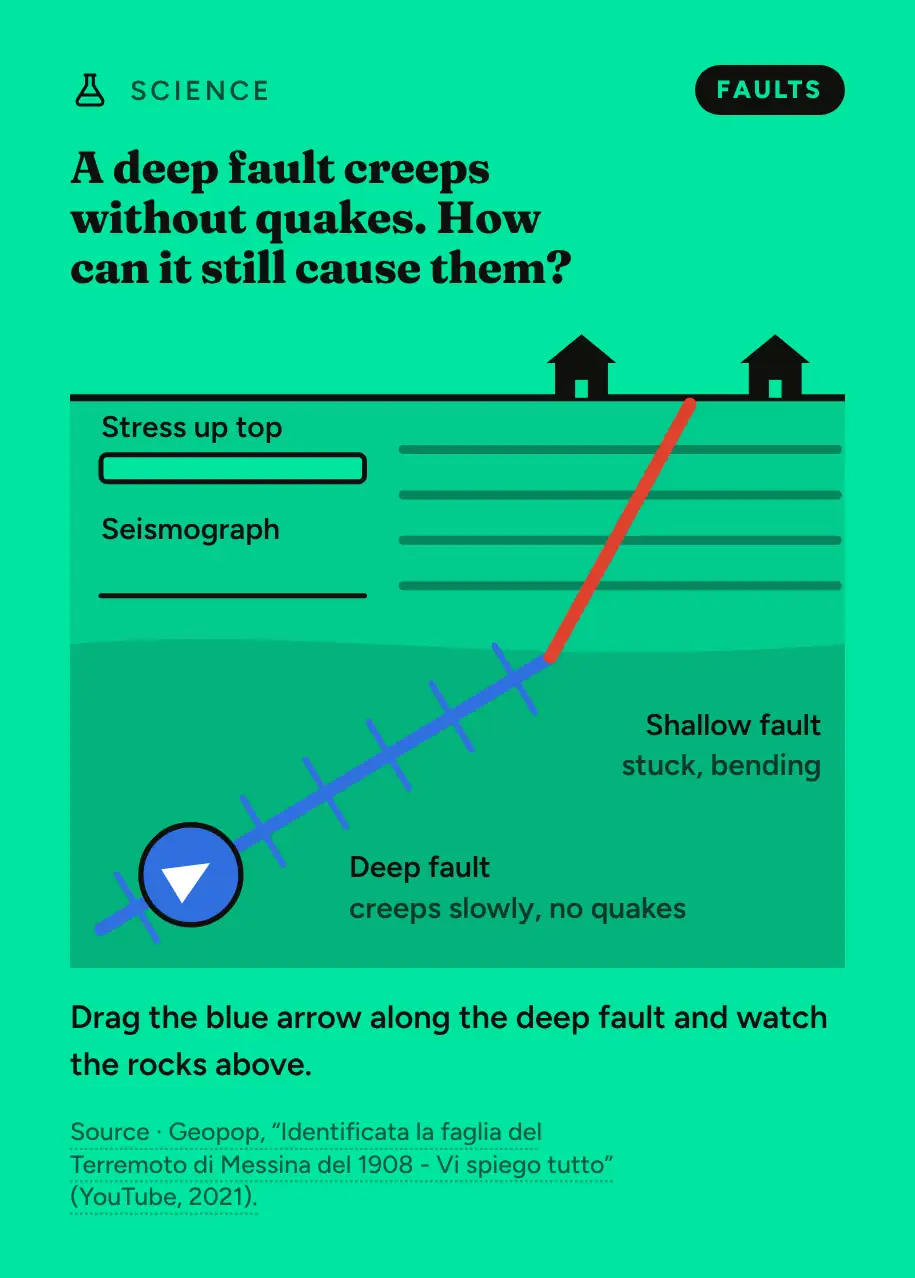 SCIENCE
FAULTS
A deep fault creeps
without quakes. How
can it still cause them?
Stress up top
Seismograph
Shallow fault
stuck, bending
Deep fault
creeps slowly, no quakes
Drag the blue arrow along the deep fault and watch
the rocks above.
Source · Geopop, “Identificata la faglia del
Terremoto di Messina del 1908 - Vi spiego tutto”
(YouTube, 2021).